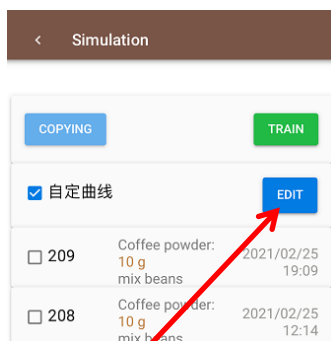 < Simulation
COPYING TRAIN
自定曲线 EDIT
209 Coffee powder: 2021/02/25
10 g 19:09
mix beans
208 Coffee powder: 2021/02/25
10 g 12:14
mix beans